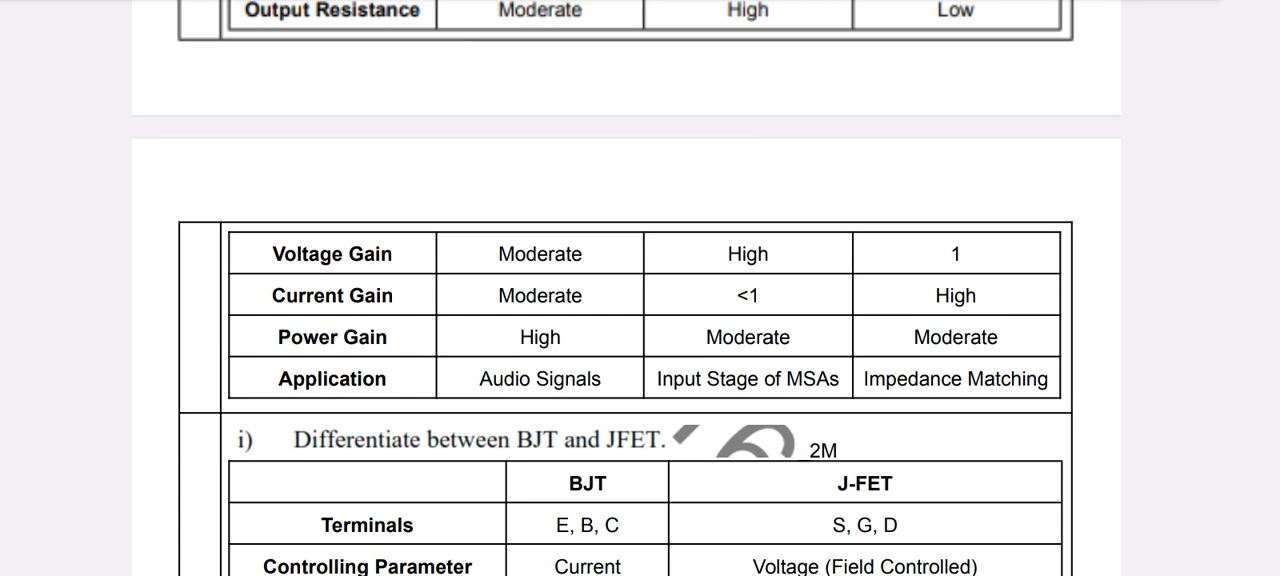 Output Resistance Moderate High Low
Voltage Gain Moderate High 1
Current Gain Moderate <1 High
Power Gain High Moderate Moderate
Application Audio Signals Input Stage of MSAs Impedance Matching
i) Differentiate between BJT and JFET. 2M
BJT J-FET
Terminals E, B, C S, G, D
Controlling Parameter Current Voltage (Field Controlled)